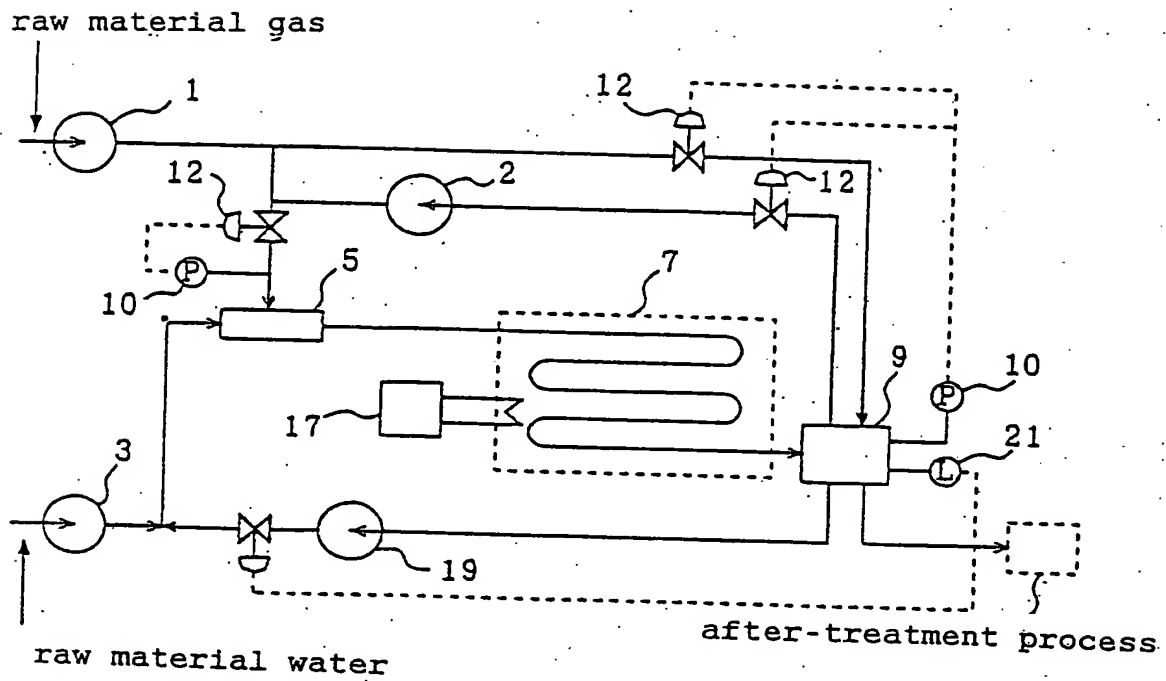 raw material gas
1
12
12
2
12
P
10
5
7
9
P
10
17
L
21
3
19
after-treatment process
raw material water